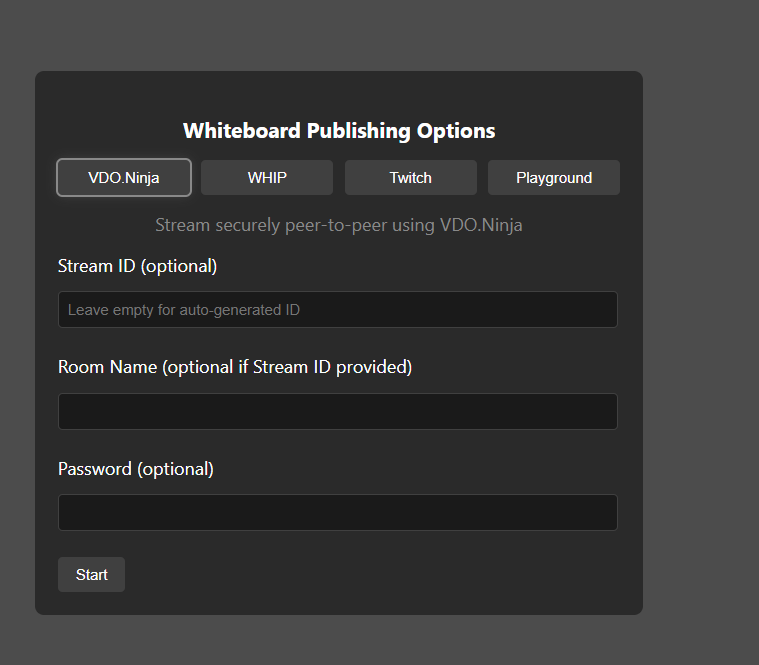 Whiteboard Publishing Options
VDO.Ninja WHIP Twitch Playground
Stream securely peer-to-peer using VDO.Ninja
Stream ID (optional)
Leave empty for auto-generated ID
Room Name (optional if Stream ID provided)
Password (optional)
Start